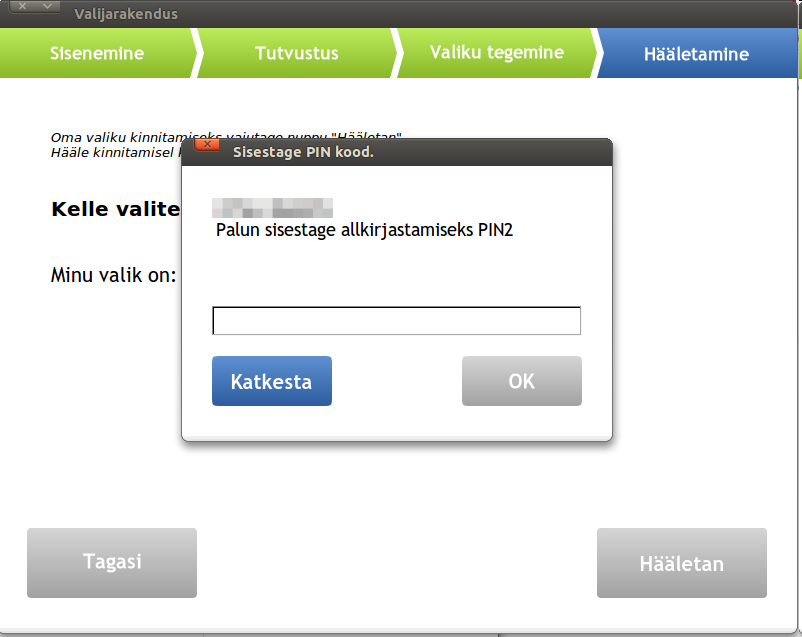 Valijarakendus
Sisenemine
Tutvustus
Valiku tegemine
Hääletamine
Oma valiku kinnitamiseks vajutage nuppu "Hääletan"
Hääle kinnitamisel
Kelle valite
Minu valik on:
Sisestage PIN kood.
Palun sisestage allkirjastamiseks PIN2
Katkesta
OK
Tagasi
Hääletan